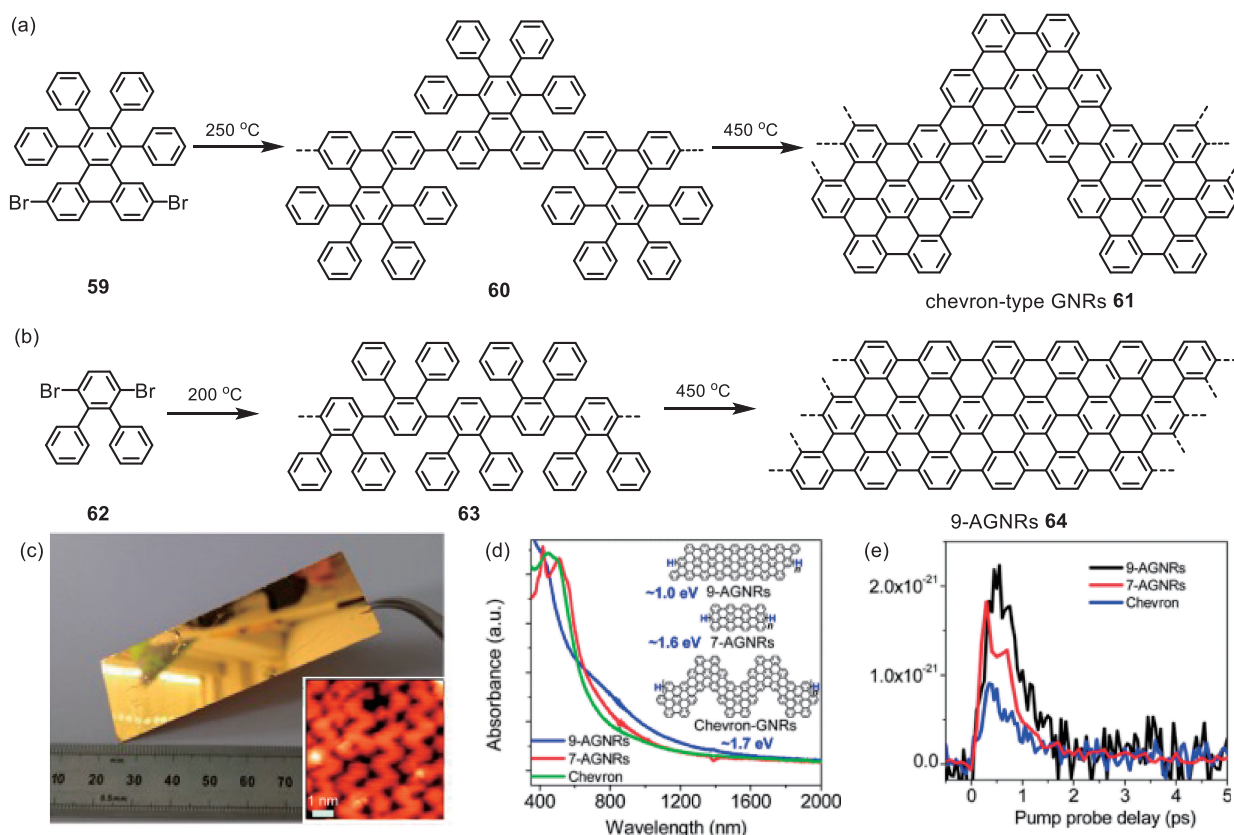 (a)
Br
Br
250 °C
450 °C
59
60
chevron-type GNRs 61
(b)
Br
Br
200 °C
450 °C
62
63
9-AGNRs 64
(c)
10 20 30 40 50 60 70
0.5mm
1 nm
(d)
Absorbance (a.u.)
H
H
n
~1.0 eV 9-AGNRs
H
H
n
~1.6 eV 7-AGNRs
H
H
n
Chevron-GNRs
~1.7 eV
9-AGNRs
7-AGNRs
Chevron
400 800 1200 1600 2000
Wavelength (nm)
(e)
9-AGNRs
7-AGNRs
Chevron
2.0x10-21
1.0x10-21
0.0
0 1 2 3 4 5
Pump probe delay (ps)